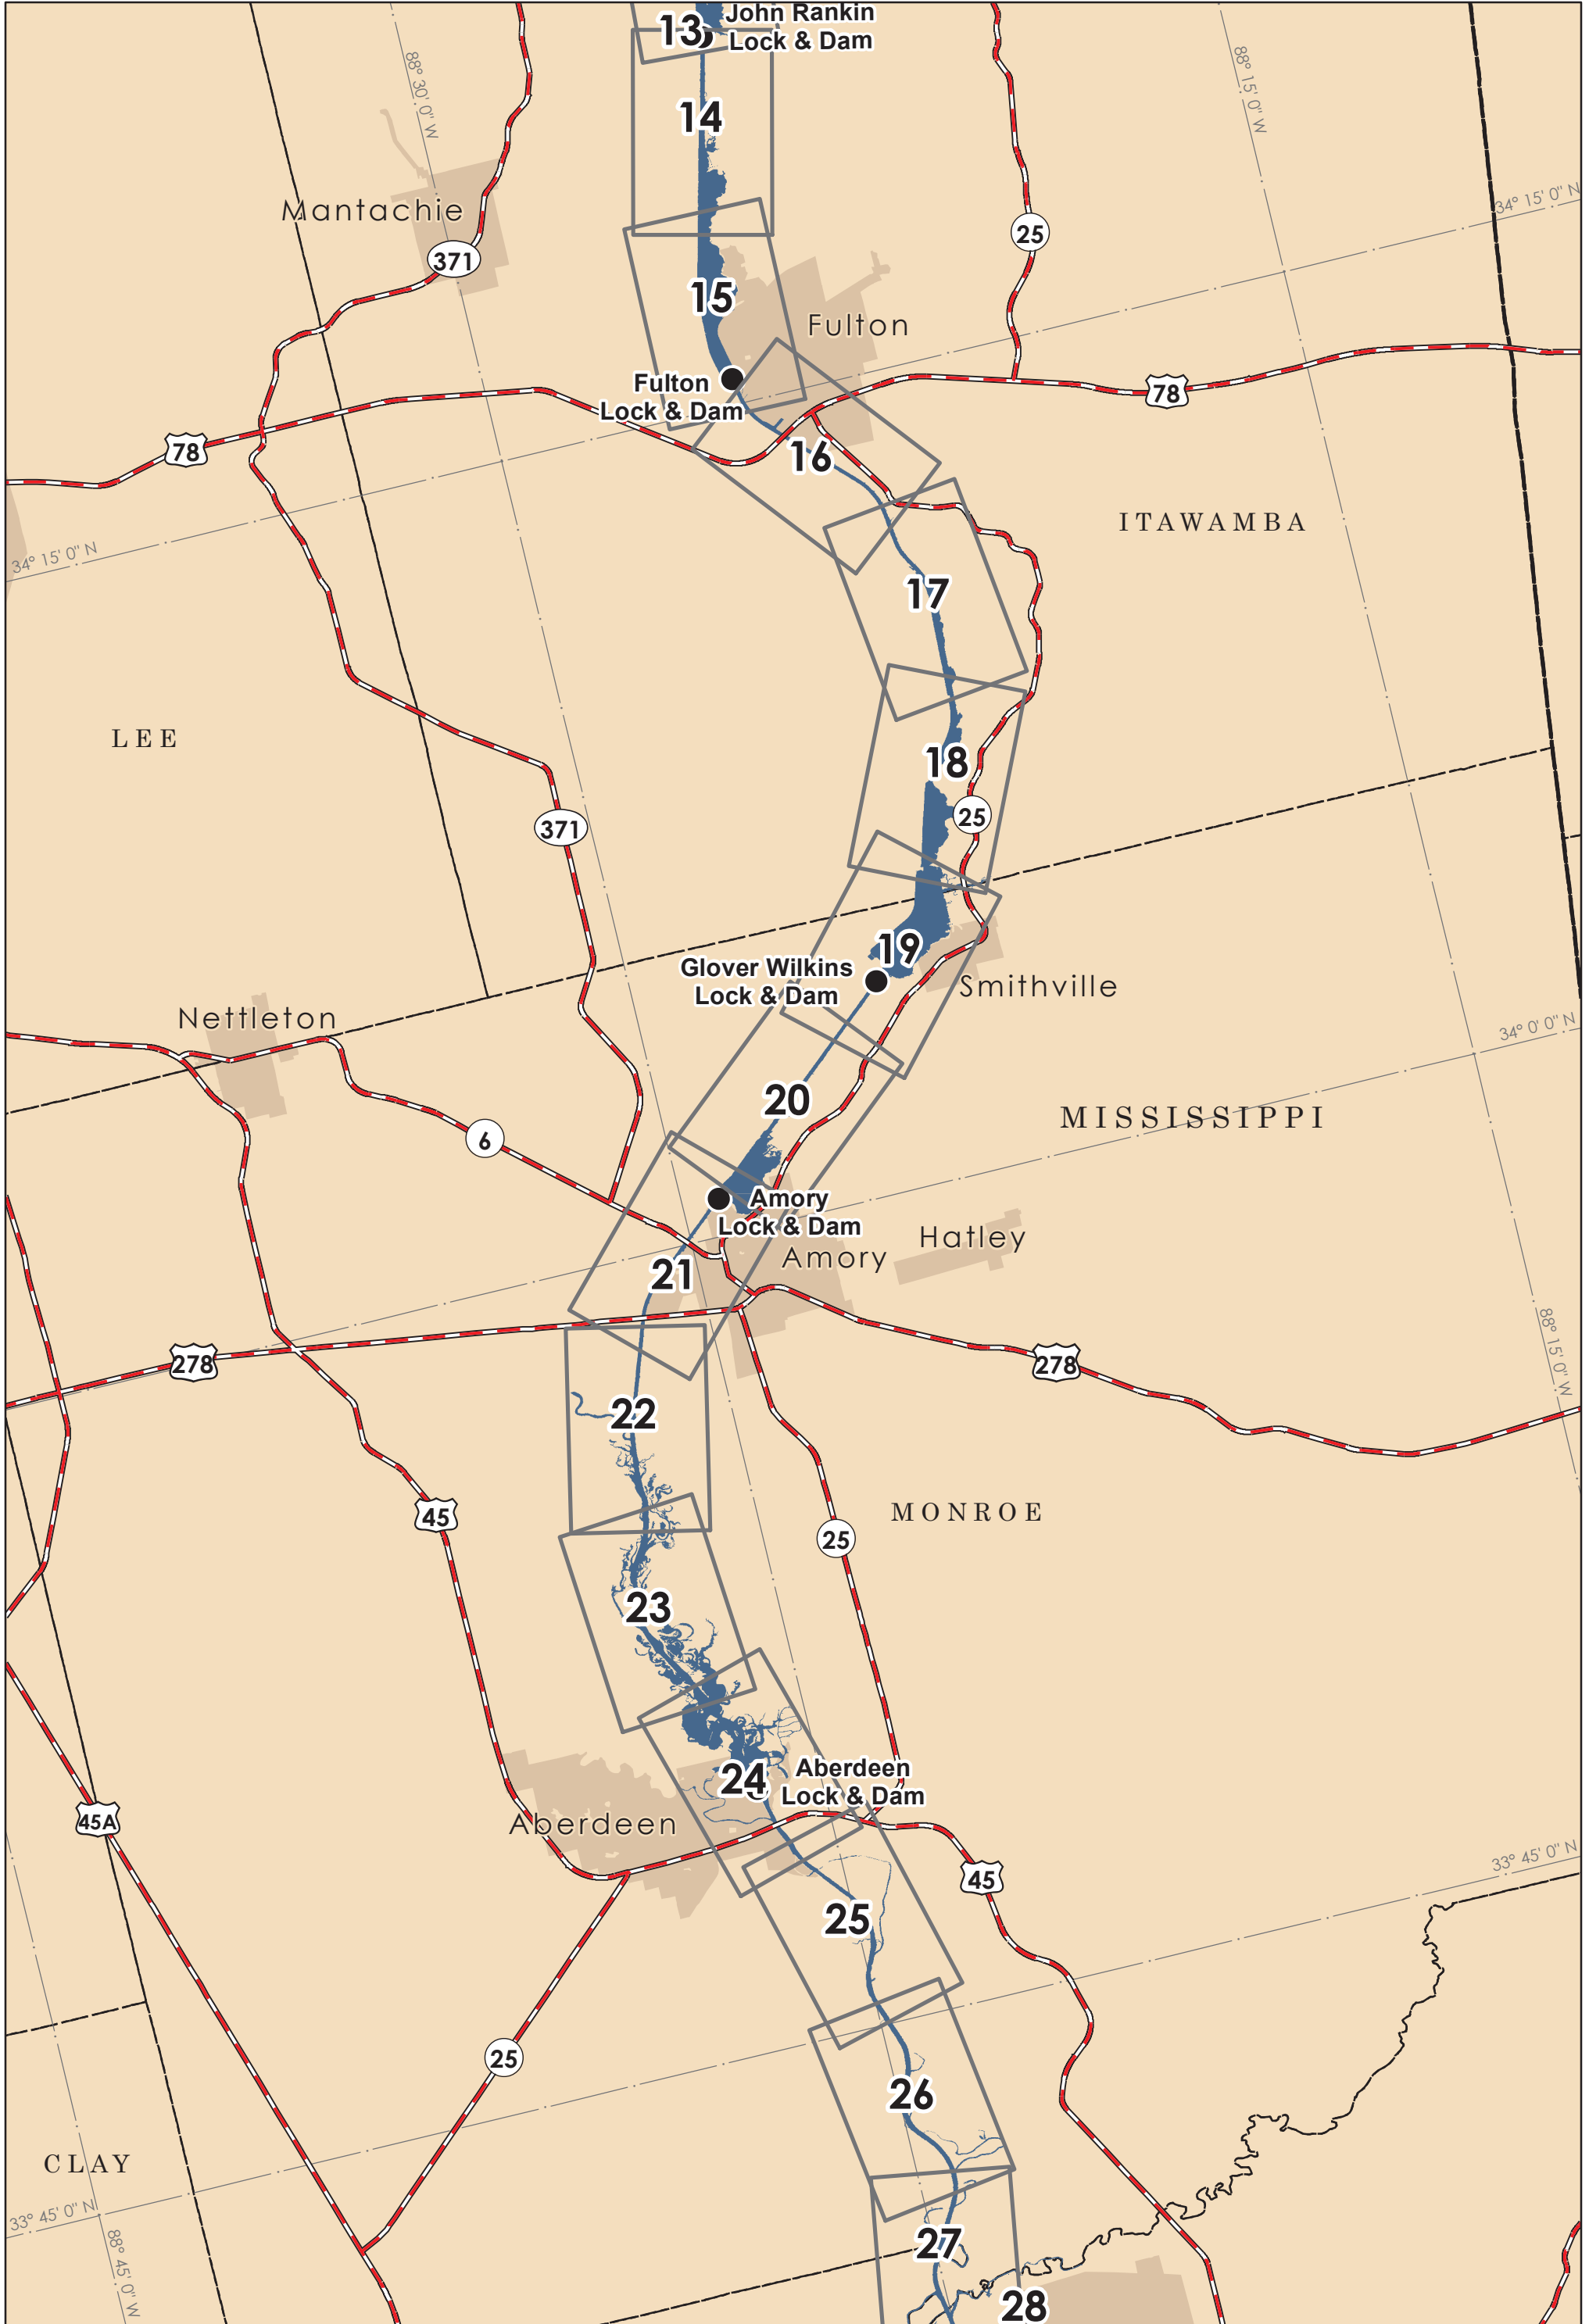 13
John Rankin
Lock & Dam
88° 30' 0" W
88° 15' 0" W
14
34° 15' 0" N
Mantachie
371
25
15
Fulton
Fulton
Lock & Dam
78
78
16
ITAWAMBA
34° 15' 0" N
17
LEE
18
25
371
19
Glover Wilkins
Lock & Dam
Smithville
Nettleton
34° 0' 0" N
20
MISSISSIPPI
6
Amory
Lock & Dam
Hatley
Amory
21
278
278
88° 15' 0" W
22
45
MONROE
25
23
24
Aberdeen
Lock & Dam
45A
Aberdeen
33° 45' 0" N
45
25
25
26
CLAY
33° 45' 0" N
88° 45' 0" W
27
28